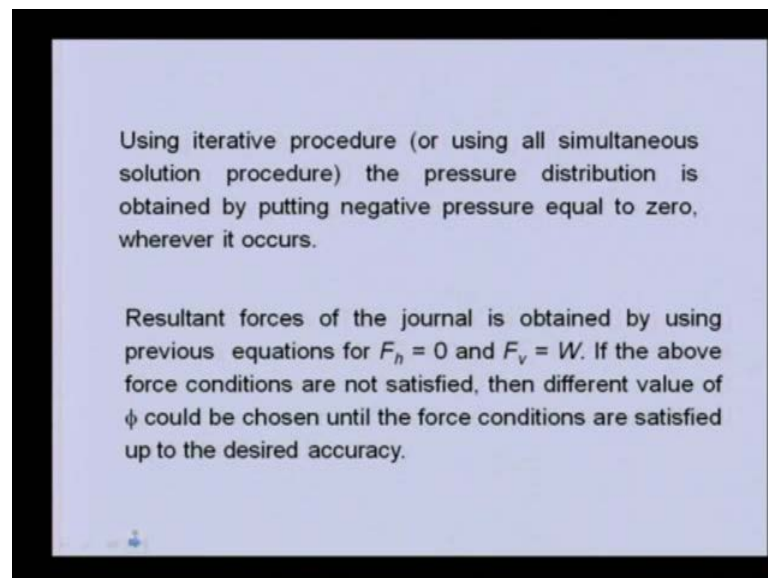 Using iterative procedure (or using all simultaneous
solution procedure) the pressure distribution is
obtained by putting negative pressure equal to zero,
wherever it occurs.
Resultant forces of the journal is obtained by using
previous equations for Fₕ = 0 and Fᵥ = W. If the above
force conditions are not satisfied, then different value of
ϕ could be chosen until the force conditions are satisfied
up to the desired accuracy.